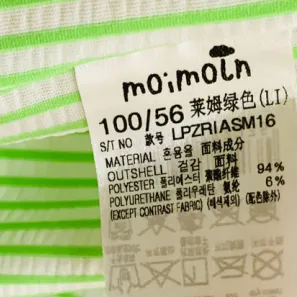 moimoln
100/56 莱姆绿色(LI)
S/T NO 款号 LPZRIASM16
MATERIAL 혼용율 面料成分
OUTSHELL 겉감 面料
POLYESTER 폴리에스터 聚酯纤维 94%
POLYURETHANE 폴리우레탄 氨纶 6%
(EXCEPT CONTRAST FABRIC) (배색제외) (配色除外)